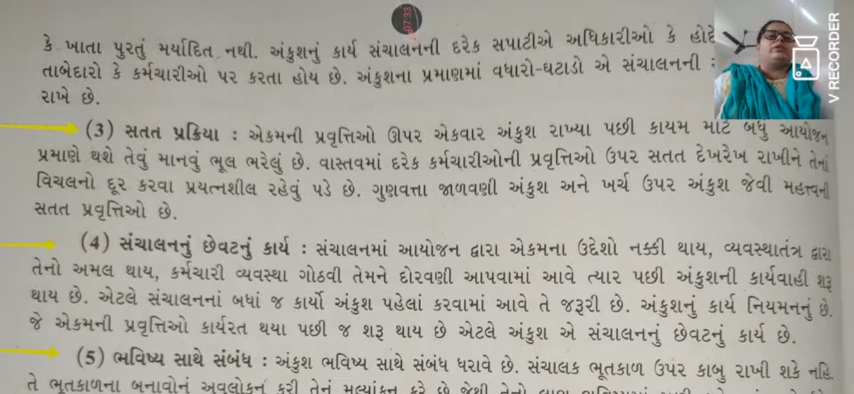 કે ખાતા પુરતું મર્યાદિત નથી. અંકુશનું કાર્ય સંચાલનની દરેક સપાટીએ અધિકારીઓ કે હોદ્દે
તાબેદારો કે કર્મચારીઓ પર કરતા હોય છે. અંકુશના પ્રમાણમાં વધારો-ઘટાડો એ સંચાલનની
રાખે છે.
(3) સતત પ્રક્રિયા : એકમની પ્રવૃત્તિઓ ઊપર એકવાર અંકુશ રાખ્યા પછી કાયમ માટે બધુ આયોજન
પ્રમાણે થશે તેવું માનવું ભૂલ ભરેલું છે. વાસ્તવમાં દરેક કર્મચારીઓની પ્રવૃત્તિઓ ઉપર સતત દેખરેખ રાખીને તેનાં
વિચલનો દૂર કરવા પ્રયત્નશીલ રહેવું પડે છે. ગુણવત્તા જાળવણી અંકુશ અને ખર્ચ ઉપર અંકુશ જેવી મહત્ત્વની
સતત પ્રવૃત્તિઓ છે.
(4) સંચાલનનું છેવટનું કાર્ય : સંચાલનમાં આયોજન દ્વારા એકમના ઉદ્દેશો નક્કી થાય, વ્યવસ્થાતંત્ર દ્વારા
તેનો અમલ થાય, કર્મચારી વ્યવસ્થા ગોઠવી તેમને દોરવણી આપવામાં આવે ત્યાર પછી અંકુશની કાર્યવાહી શરૂ
થાય છે. એટલે સંચાલનનાં બધાં જ કાર્યો અંકુશ પહેલાં કરવામાં આવે તે જરૂરી છે. અંકુશનું કાર્ય નિયમનનું છે.
જે એકમની પ્રવૃત્તિઓ કાર્યરત થયા પછી જ શરૂ થાય છે એટલે અંકુશ એ સંચાલનનું છેવટનું કાર્ય છે.
(5) ભવિષ્ય સાથે સંબંધ : અંકુશ ભવિષ્ય સાથે સંબંધ ધરાવે છે. સંચાલક ભૂતકાળ ઉપર કાબુ રાખી શકે નહિ.
તે ભૂતકાળના બનાવોનું અવલોકન કરી તેનું મૂલ્યાંકન કરે છે જેથી તેનો
V RECORDER